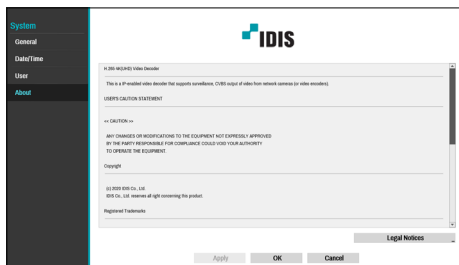 System
General
Date/Time
User
About
IDIS
H.265 4K(UHD) Video Decoder
This is a IP-enabled video decoder that supports surveillance, CVBS output of video from network cameras (or video encoders).
USER'S CAUTION STATEMENT
<< CAUTION >>
ANY CHANGES OR MODIFICATIONS TO THE EQUIPMENT NOT EXPRESSLY APPROVED
BY THE PARTY RESPONSIBLE FOR COMPLIANCE COULD VOID YOUR AUTHORITY
TO OPERATE THE EQUIPMENT.
Copyright
(c) 2020 IDIS Co., Ltd.
IDIS Co., Ltd. reserves all right concerning this product.
Registered Trademarks
Legal Notices
Apply
OK
Cancel